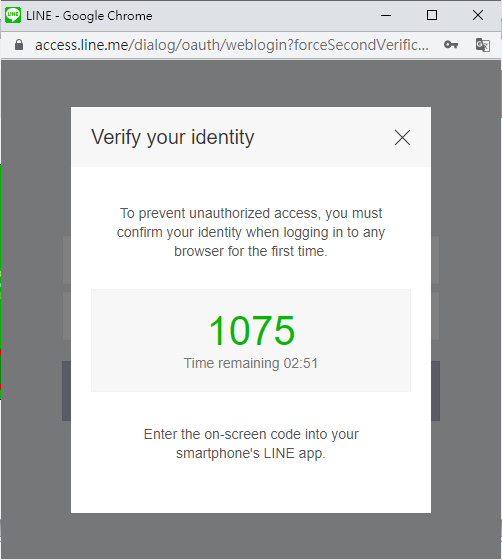 LINE - Google Chrome
access.line.me/dialog/oauth/weblogin?forceSecondVerific...
Verify your identity
To prevent unauthorized access, you must
confirm your identity when logging in to any
browser for the first time.
1075
Time remaining 02:51
Enter the on-screen code into your
smartphone's LINE app.